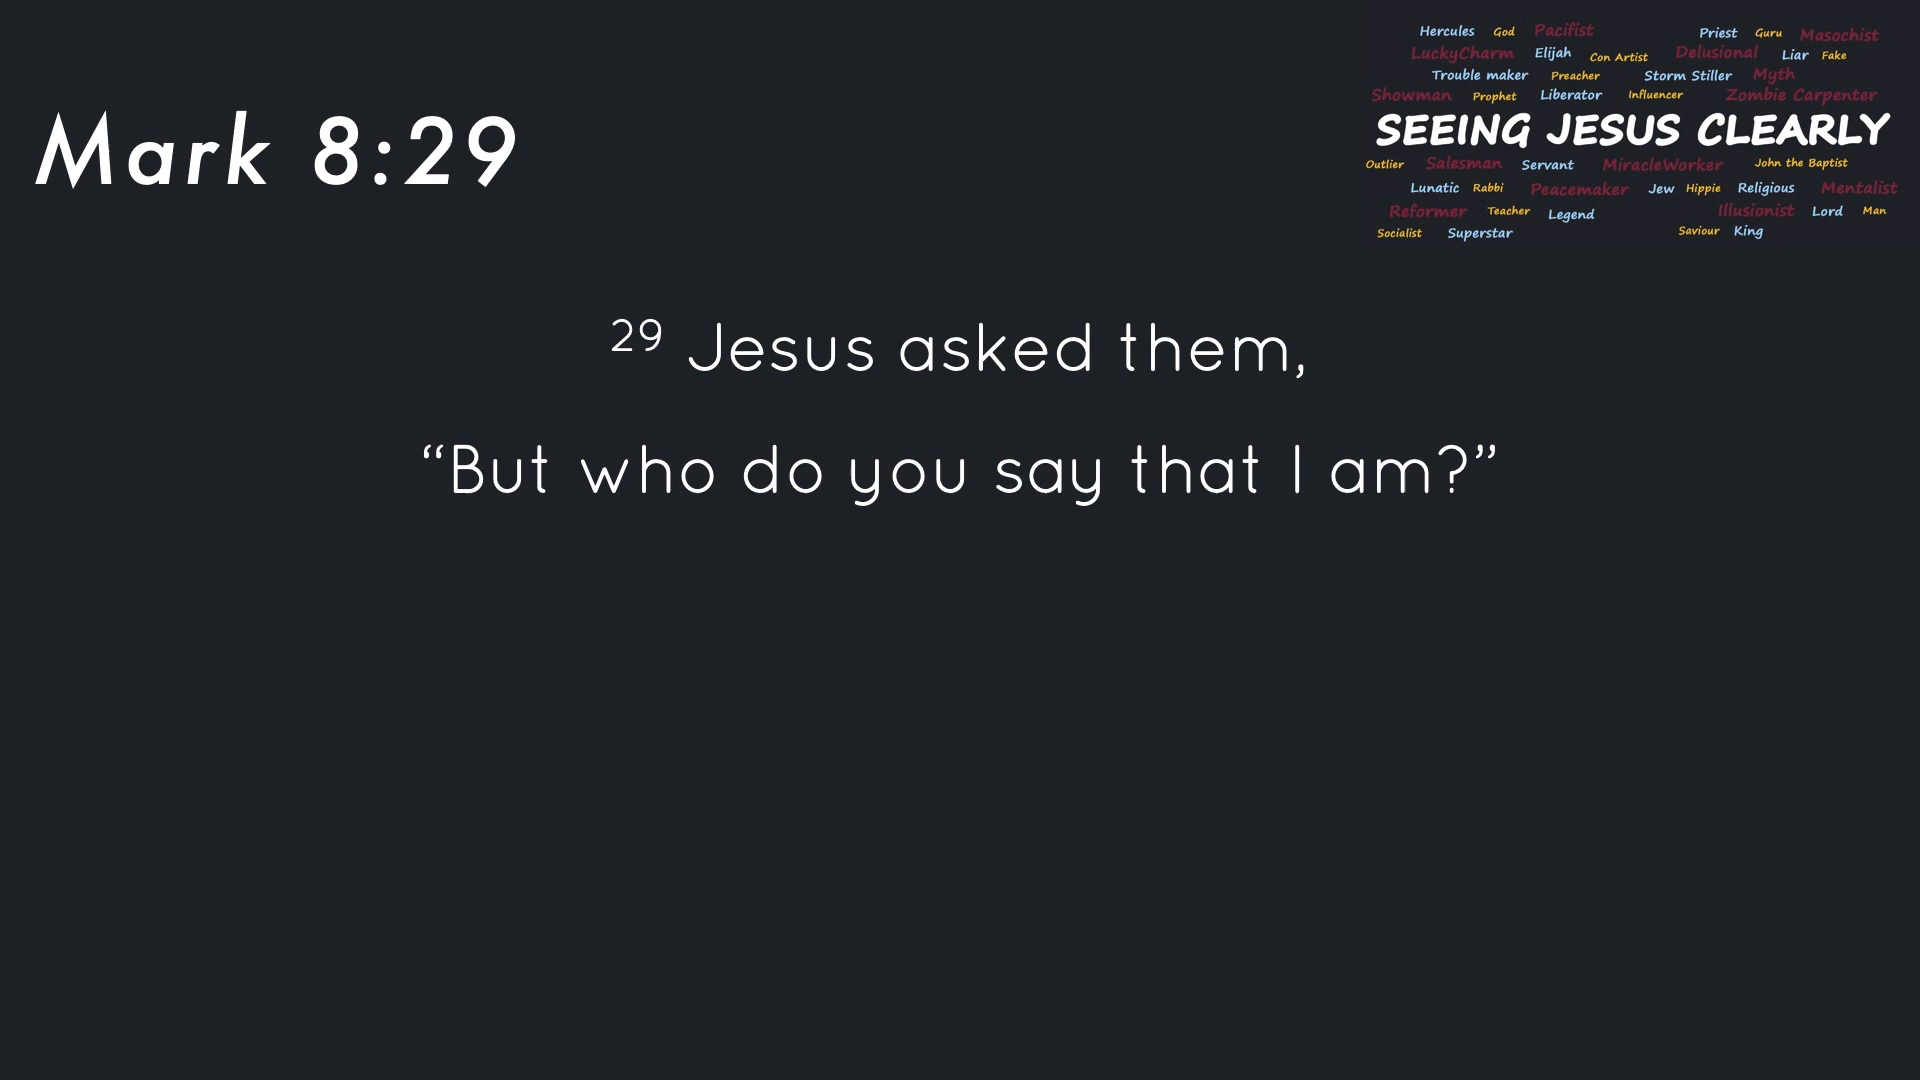 Mark 8:29
Hercules God Pacifist Priest Guru Masochist
LuckyCharm Elijah Con Artist Delusional Liar Fake
Trouble maker Preacher Storm Stiller Myth
Showman Prophet Liberator Influencer Zombie Carpenter
SEEING JESUS CLEARLY
Outlier Salesman Servant MiracleWorker John the Baptist
Lunatic Rabbi Peacemaker Jew Hippie Religious Mentalist
Reformer Teacher Legend Illusionist Lord Man
Socialist Superstar Saviour King
29 Jesus asked them,
“But who do you say that I am?”